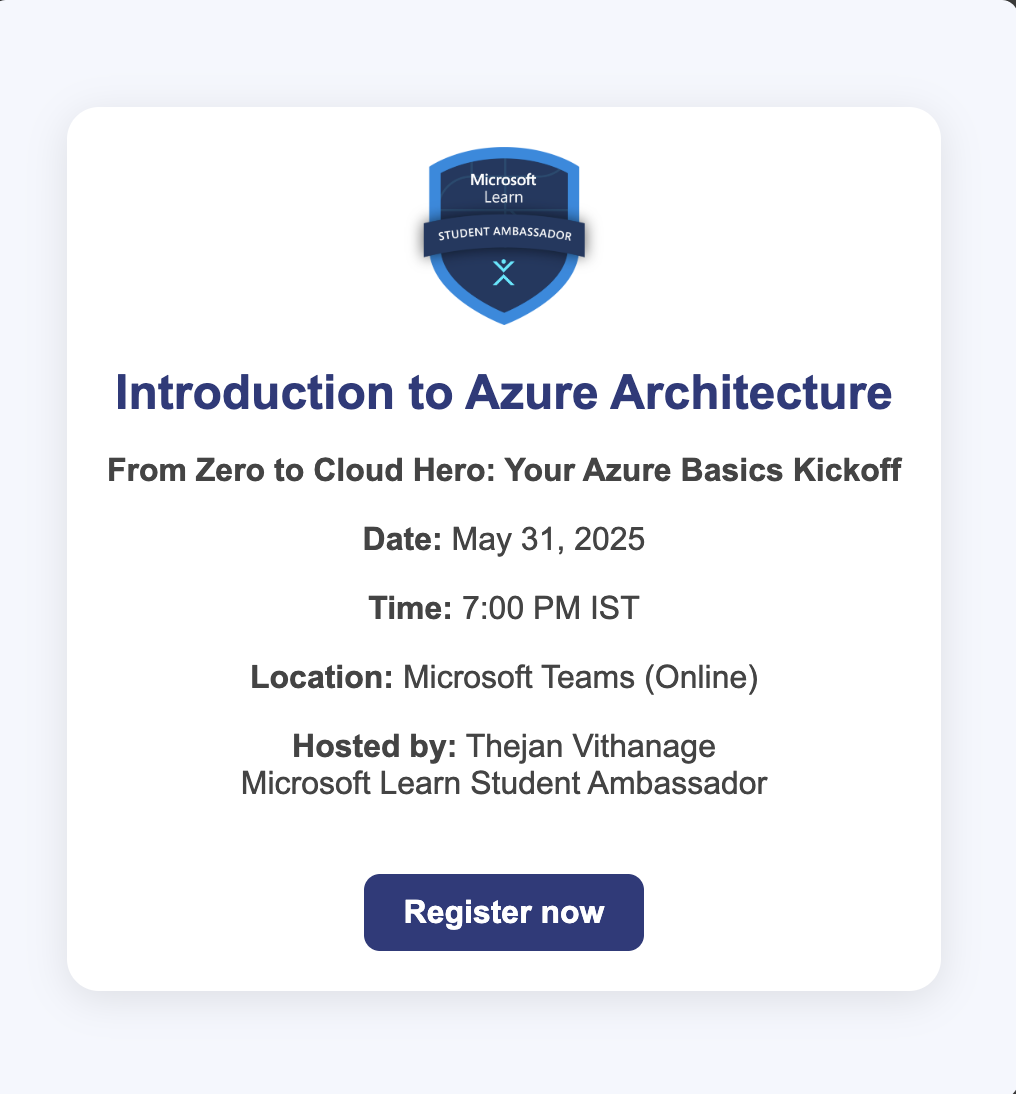 Microsoft
Learn
STUDENT AMBASSADOR
Introduction to Azure Architecture
From Zero to Cloud Hero: Your Azure Basics Kickoff
Date: May 31, 2025
Time: 7:00 PM IST
Location: Microsoft Teams (Online)
Hosted by: Thejan Vithanage
Microsoft Learn Student Ambassador
Register now